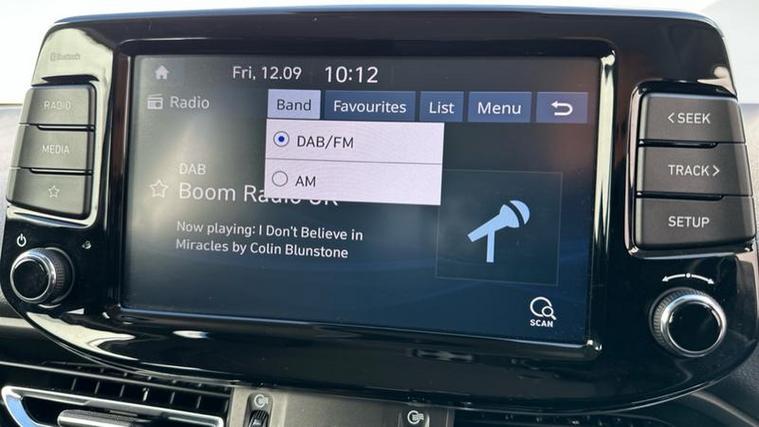 Bluetooth
Fri, 12.09 10:12
RADIO
Radio
Band
Favourites
List
Menu
< SEEK
MEDIA
DAB/FM
TRACK >
AM
DAB
Boom Radio UK
SETUP
Now playing: I Don't Believe in
Miracles by Colin Blunstone
SCAN